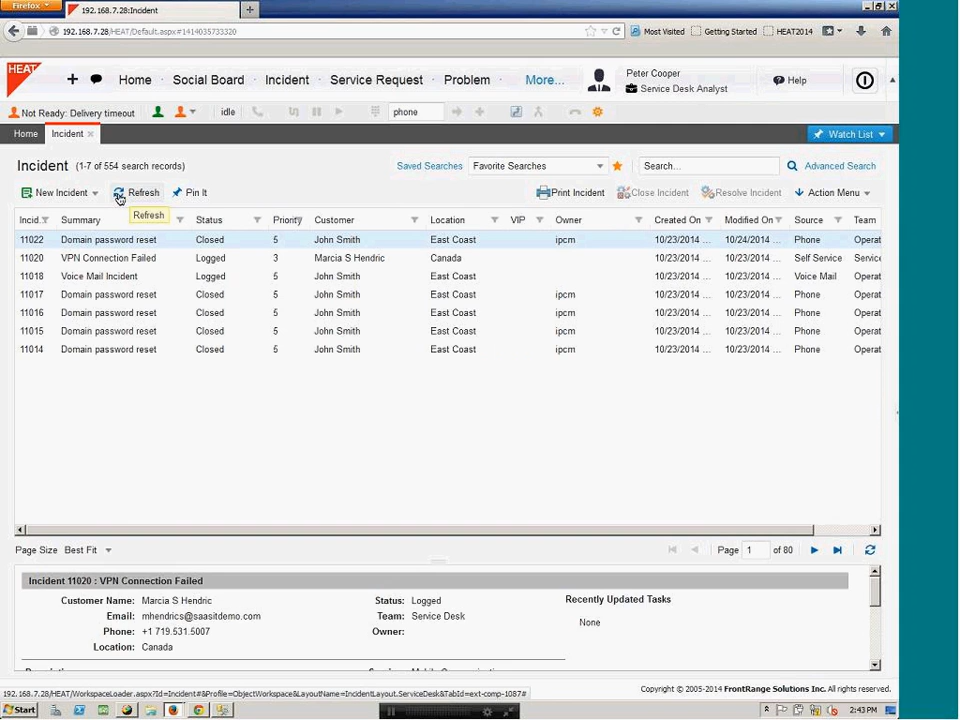 Firefox
192.168.7.28:Incident
192.168.7.28/HEAT/Default.aspx#1414035733320
Most Visited
Getting Started
HEAT2014
HEAT
Home
Social Board
Incident
Service Request
Problem
More...
Peter Cooper
Service Desk Analyst
Help
Not Ready: Delivery timeout
idle
phone
Home
Incident
Watch List
Incident (1-7 of 554 search records)
Saved Searches
Favorite Searches
Search...
Advanced Search
New Incident
Refresh
Pin It
Print Incident
Close Incident
Resolve Incident
Action Menu
Refresh
Incid. Summary Status Priority Customer Location VIP Owner Created On Modified On Source Team
11022 Domain password reset Closed 5 John Smith East Coast ipcm 10/23/2014 ... 10/24/2014 ... Phone Operat
11020 VPN Connection Failed Logged 3 Marcia S Hendric Canada 10/23/2014 ... 10/23/2014 ... Self Service Service
11018 Voice Mail Incident Logged 5 John Smith East Coast 10/23/2014 ... 10/23/2014 ... Voice Mail Operat
11017 Domain password reset Closed 5 John Smith East Coast ipcm 10/23/2014 ... 10/23/2014 ... Phone Operat
11016 Domain password reset Closed 5 John Smith East Coast ipcm 10/23/2014 ... 10/23/2014 ... Phone Operat
11015 Domain password reset Closed 5 John Smith East Coast ipcm 10/23/2014 ... 10/23/2014 ... Phone Operat
11014 Domain password reset Closed 5 John Smith East Coast ipcm 10/23/2014 ... 10/23/2014 ... Phone Operat
Page Size Best Fit
Page 1 of 80
Incident 11020 : VPN Connection Failed
Customer Name: Marcia S Hendric
Email: mhendrics@saasitdemo.com
Phone: +1 719.531.5007
Location: Canada
Status: Logged
Team: Service Desk
Owner:
Recently Updated Tasks
None
192.168.7.28/HEAT/WorkspaceLoader.aspx?Id=Incident#&Profile=ObjectWorkspace&LayoutName=IncidentLayout.ServiceDesk&TabId=ext-comp-1087#
Copyright © 2005-2014 FrontRange Solutions Inc. All rights reserved.
Start
2:43 PM